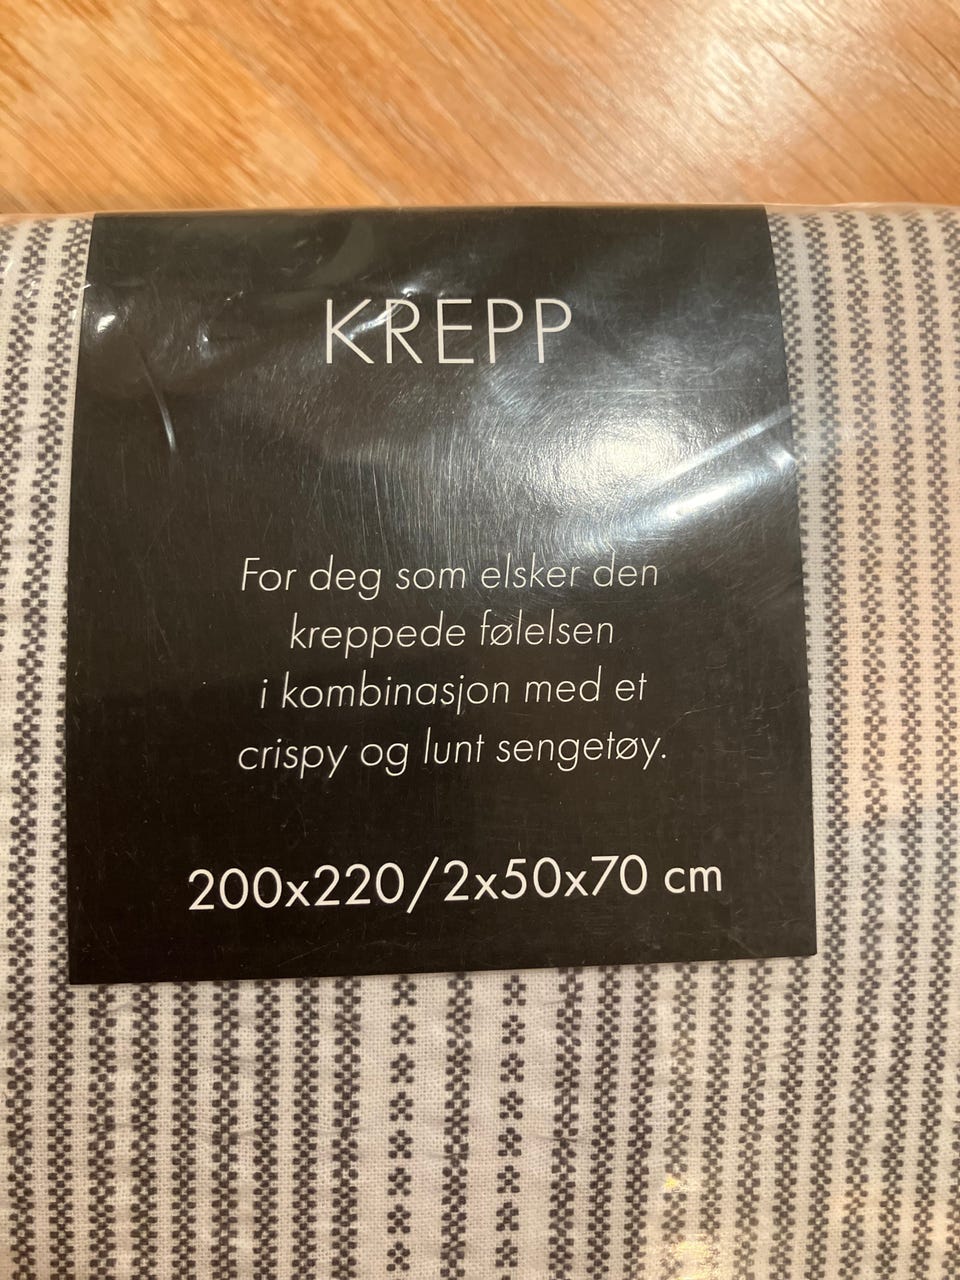 KREPP
For deg som elsker den
kreppede følelsen
i kombinasjon med et
crispy og lunt sengetøy.
200x220/2x50x70 cm